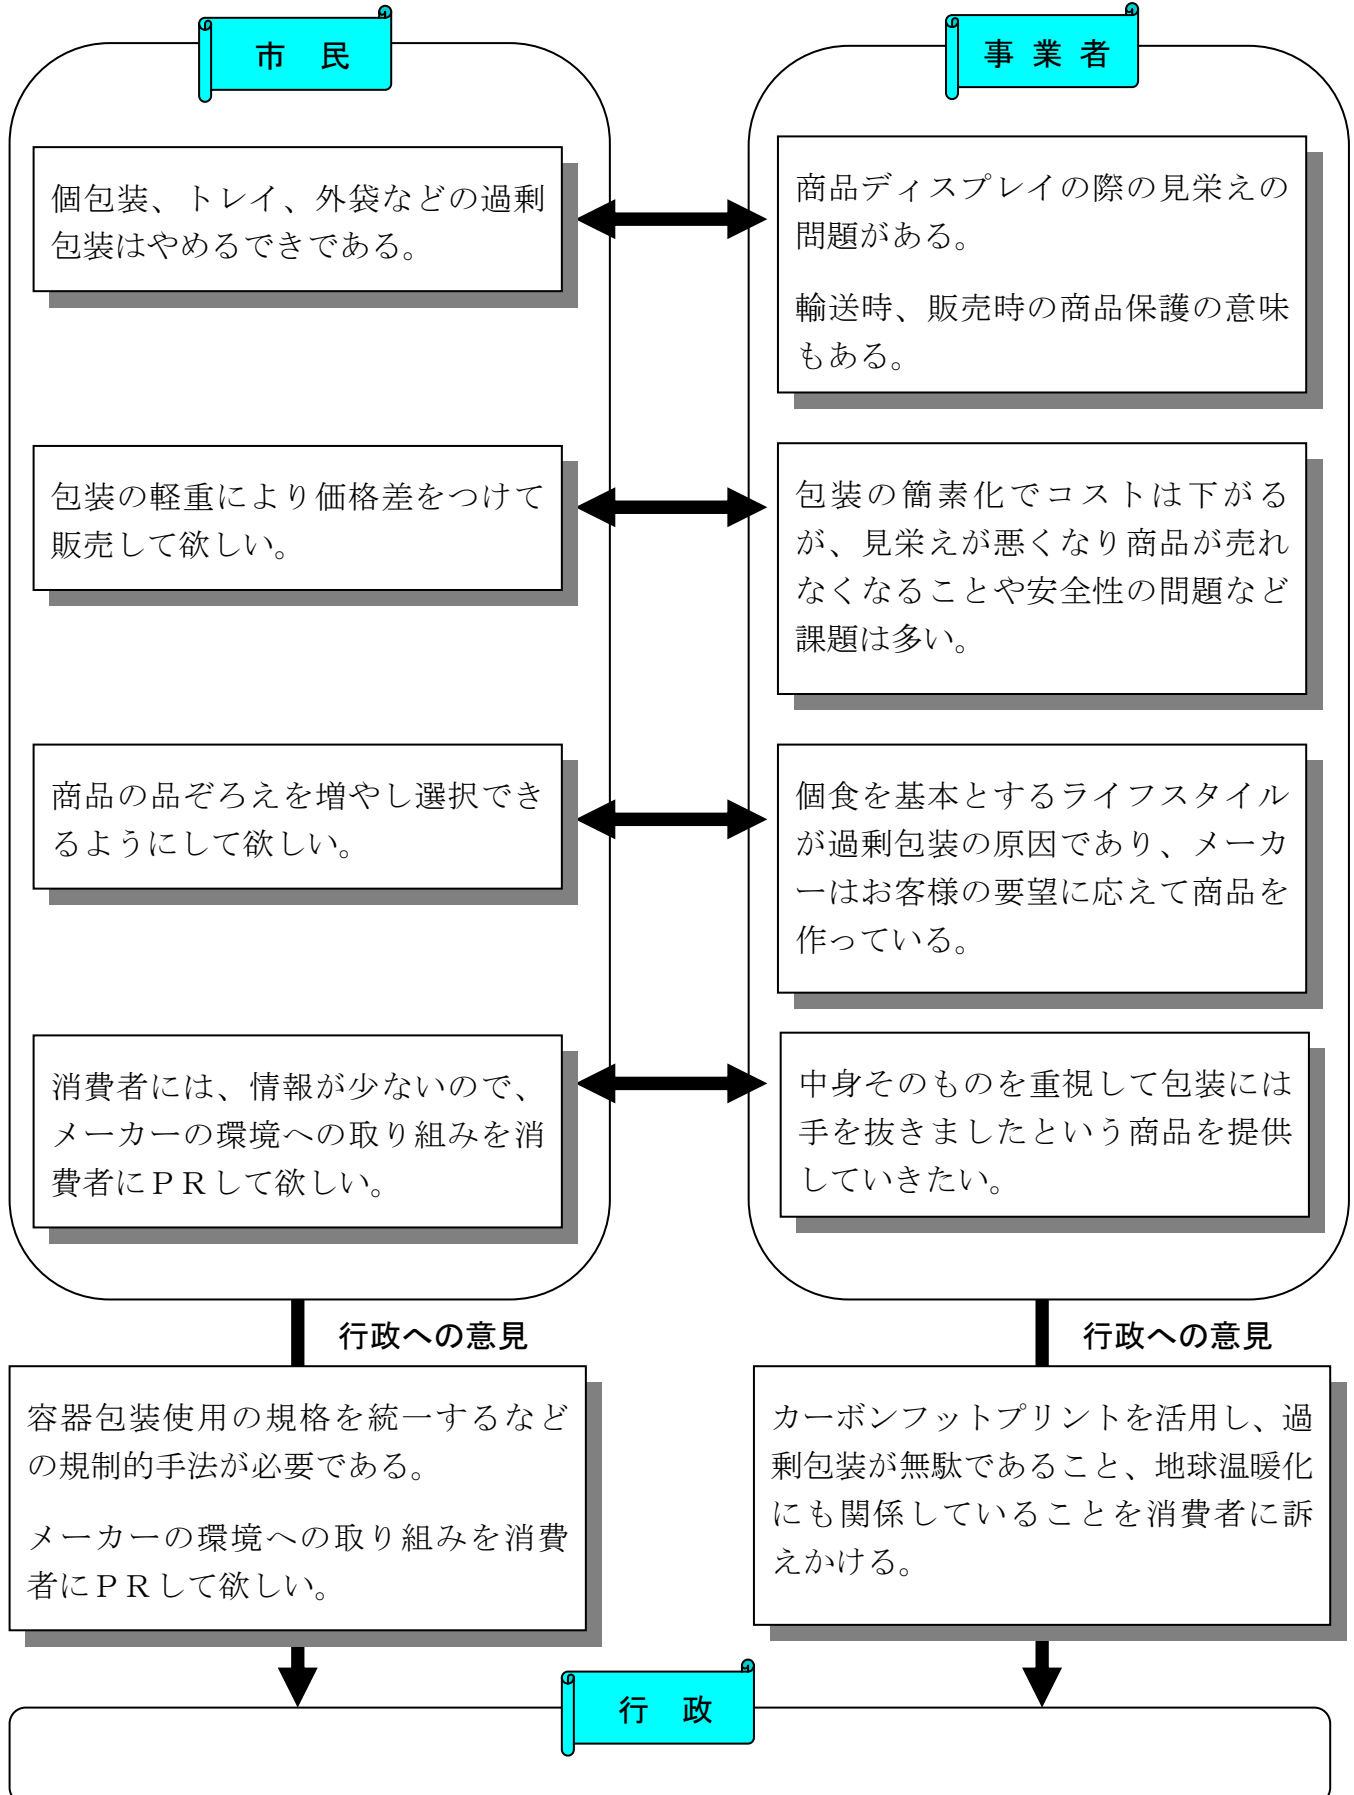 市 民
事 業 者
個包装、トレイ、外袋などの過剰
包装はやめるできである。
商品ディスプレイの際の見栄えの
問題がある。
輸送時、販売時の商品保護の意味
もある。
包装の軽重により価格差をつけて
販売して欲しい。
包装の簡素化でコストは下がる
が、見栄えが悪くなり商品が売れ
なくなることや安全性の問題など
課題は多い。
商品の品ぞろえを増やし選択でき
るようにして欲しい。
個食を基本とするライフスタイル
が過剰包装の原因であり、メーカ
ーはお客様の要望に応えて商品を
作っている。
消費者には、情報が少ないので、
メーカーの環境への取り組みを消
費者にＰＲして欲しい。
中身そのものを重視して包装には
手を抜きましたという商品を提供
していきたい。
行政への意見
行政への意見
容器包装使用の規格を統一するなど
の規制的手法が必要である。
メーカーの環境への取り組みを消費
者にＰＲして欲しい。
カーボンフットプリントを活用し、過
剰包装が無駄であること、地球温暖化
にも関係していることを消費者に訴
えかける。
行 政